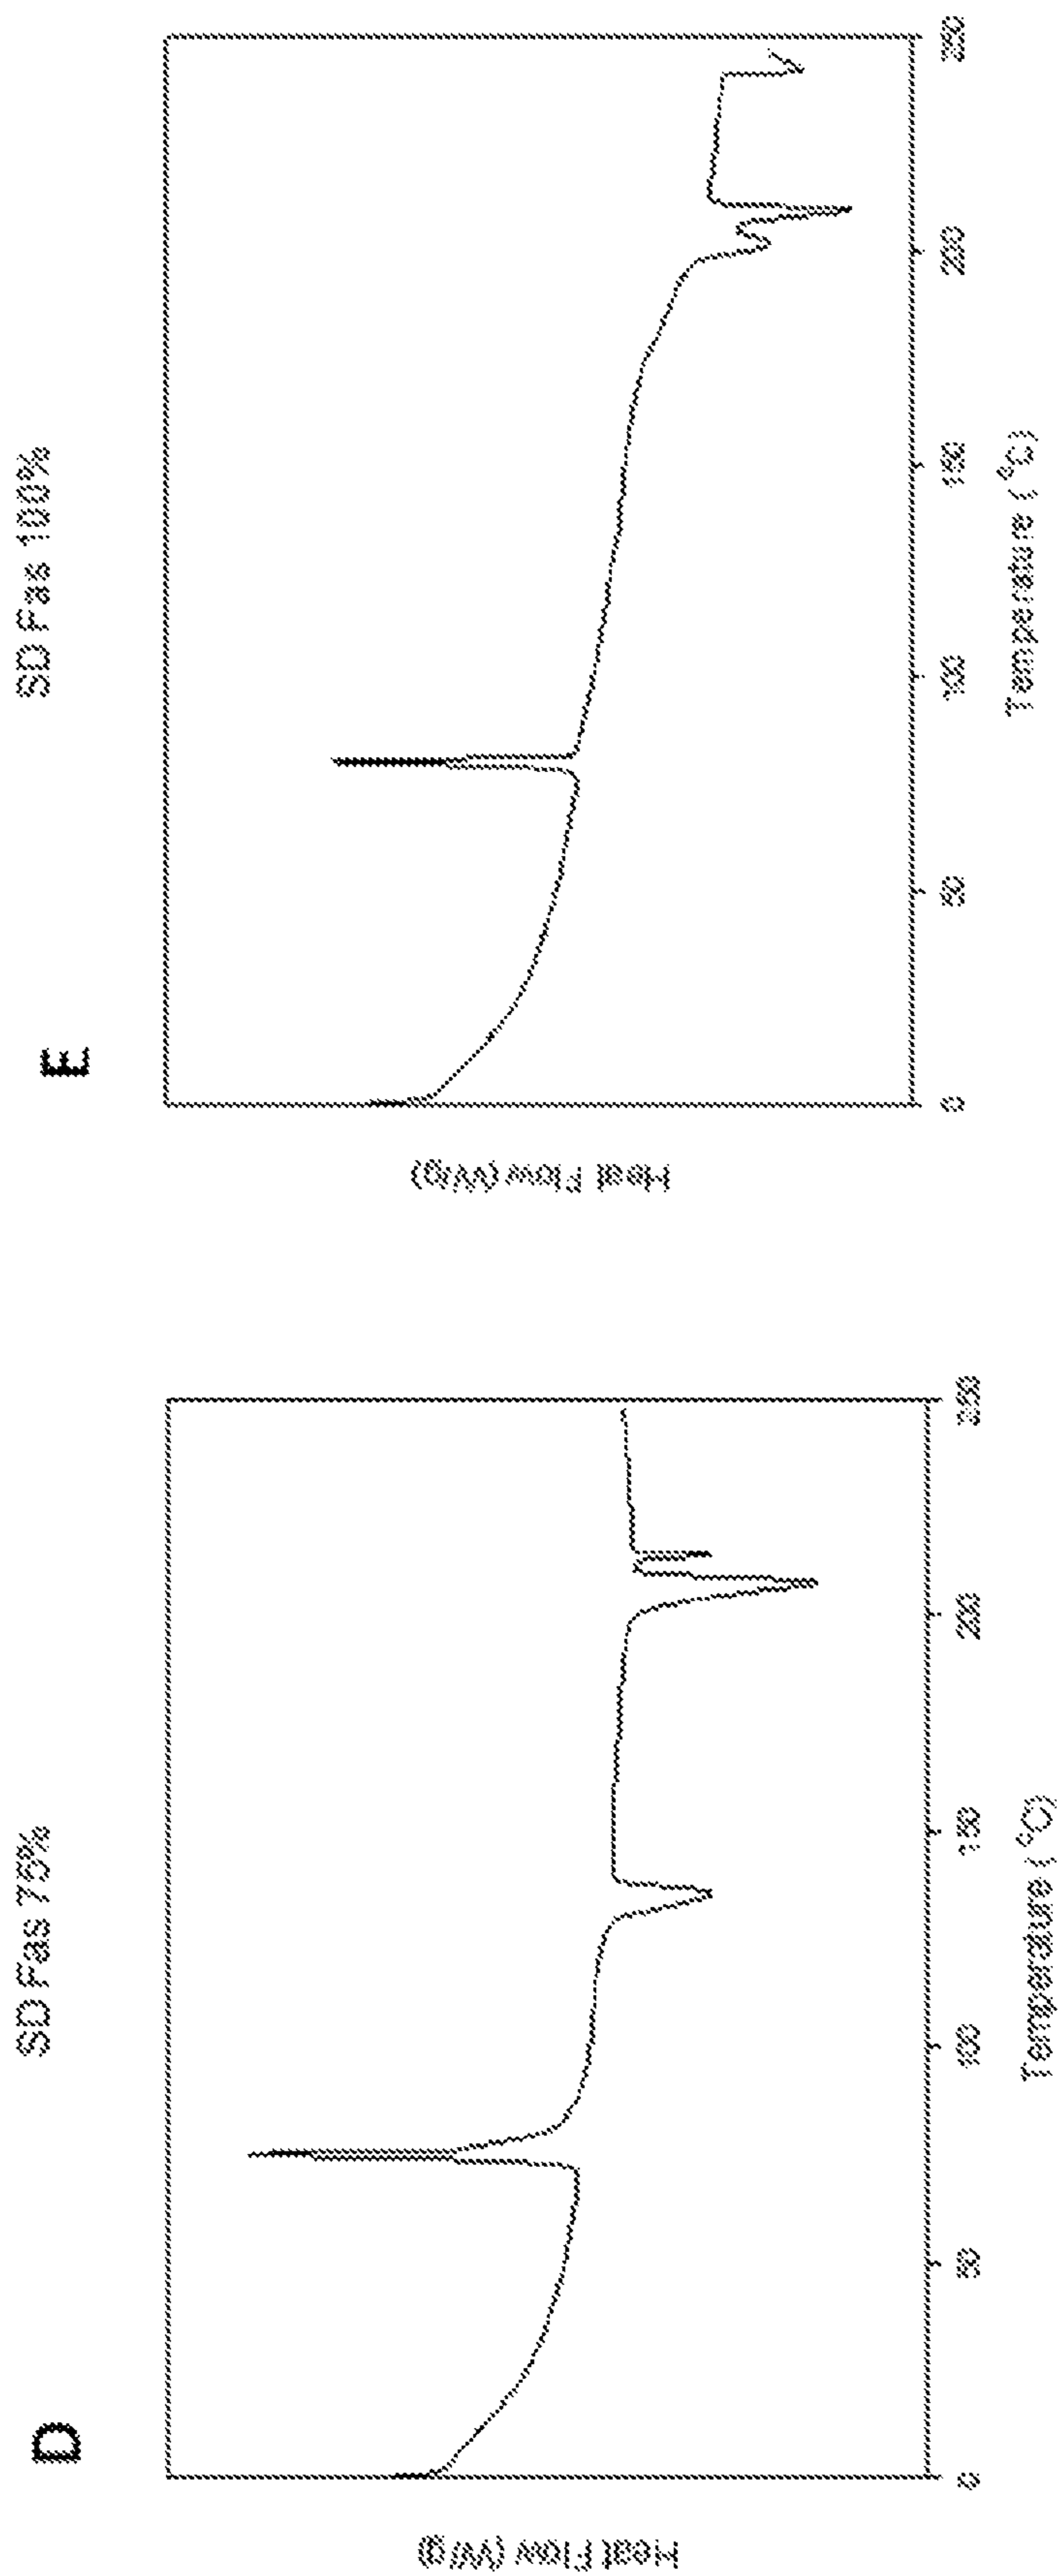 D
SD Fas 75%
Heat Flow (W/g)
0 50 100 150 200 250
Temperature (°C)
E
SD Fas 100%
Heat Flow (W/g)
0 50 100 150 200 250
Temperature (°C)